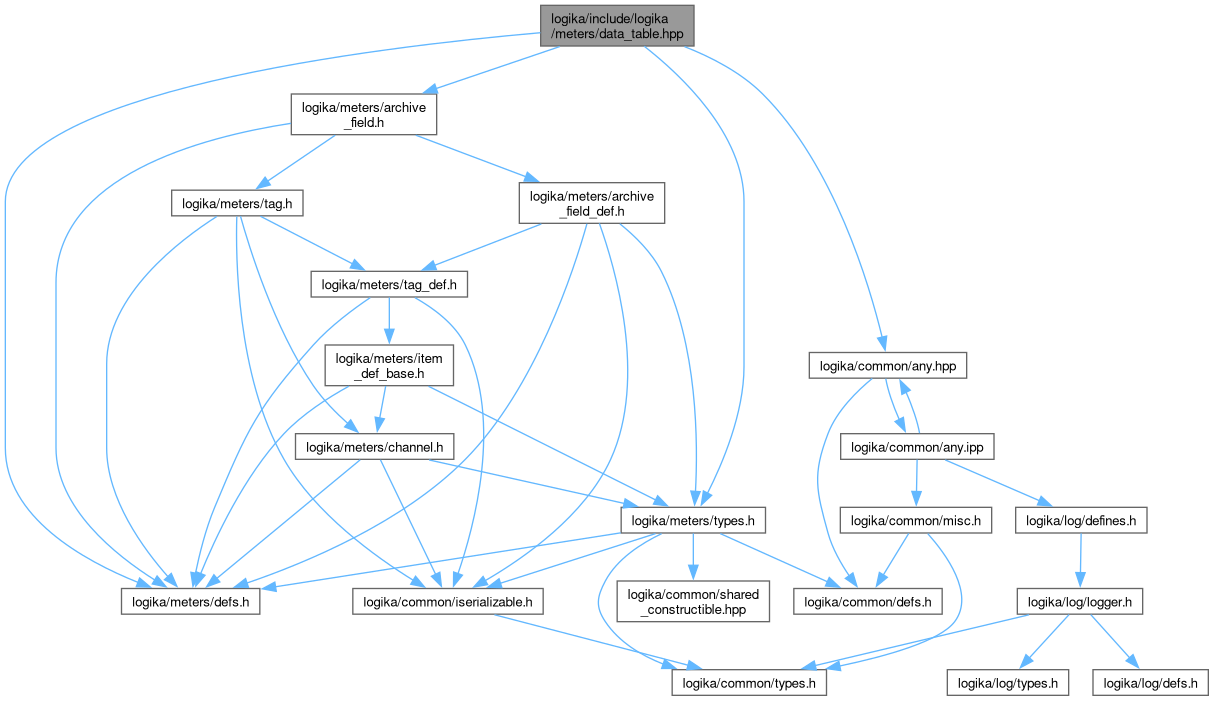 logika/include/logika
/meters/data_table.hpp
logika/meters/archive
_field.h
logika/meters/tag.h
logika/meters/archive
_field_def.h
logika/meters/tag_def.h
logika/meters/item
_def_base.h
logika/common/any.hpp
logika/meters/channel.h
logika/common/any.ipp
logika/meters/types.h
logika/common/misc.h
logika/log/defines.h
logika/meters/defs.h
logika/common/iserializable.h
logika/common/shared
_constructible.hpp
logika/common/defs.h
logika/log/logger.h
logika/common/types.h
logika/log/types.h
logika/log/defs.h